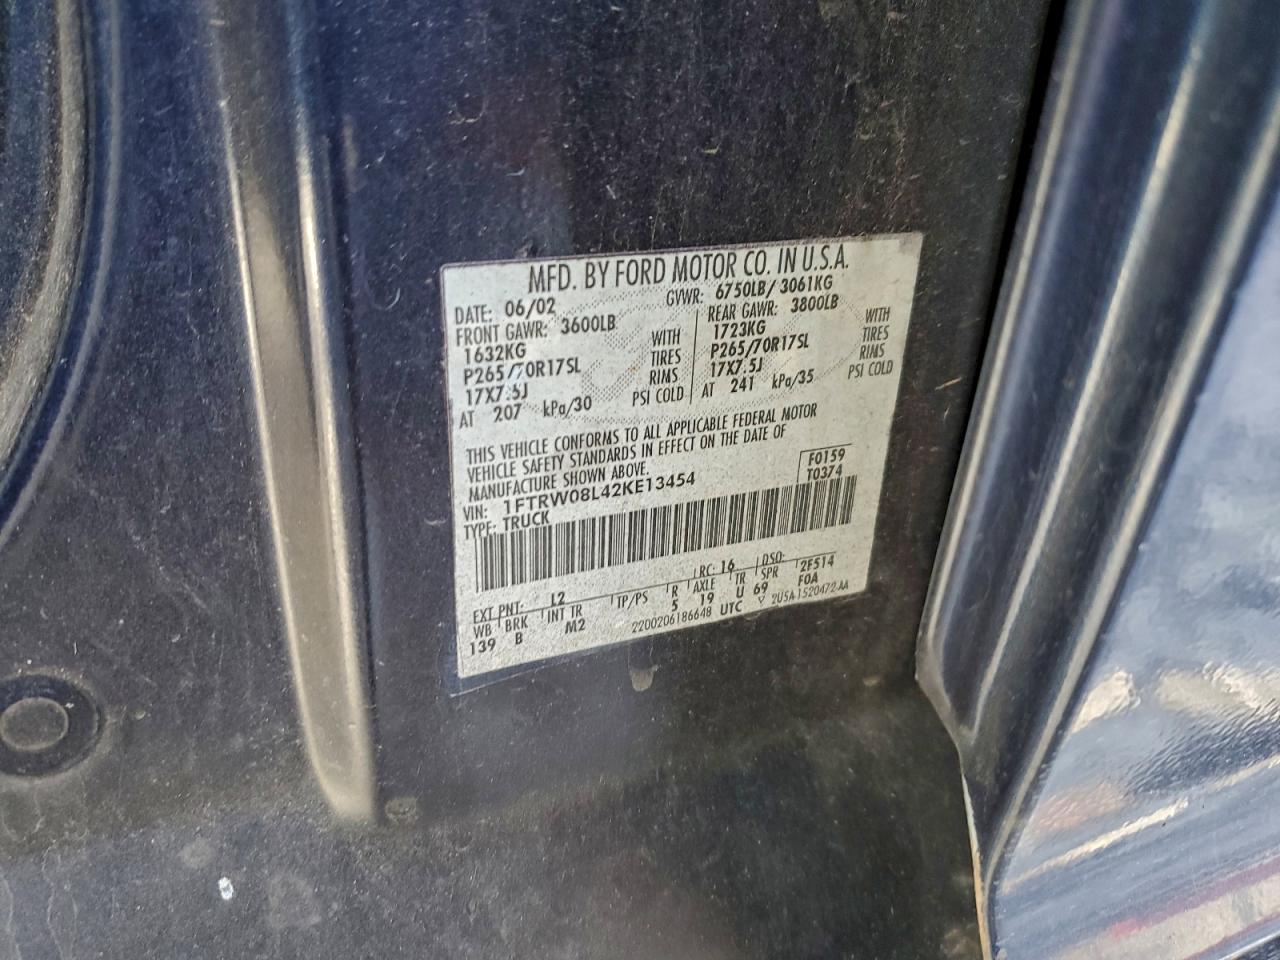 MFD. BY FORD MOTOR CO. IN U.S.A.
DATE: 06/02 GVWR: 6750LB/ 3061KG
FRONT GAWR: 3600LB REAR GAWR: 3800LB
1632KG WITH 1723KG WITH
P265/70R17SL TIRES P265/70R17SL TIRES
17X7.5J RIMS 17X7.5J RIMS
AT 207 kPa/30 PSI COLD AT 241 kPa/35 PSI COLD
THIS VEHICLE CONFORMS TO ALL APPLICABLE FEDERAL MOTOR
VEHICLE SAFETY STANDARDS IN EFFECT ON THE DATE OF
MANUFACTURE SHOWN ABOVE. F0159
VIN: 1FTRW08L42KE13454 T0374
TYPE: TRUCK
EXT PNT: L2 RC: 16 DSO: 2F514
WB BRK INT TR TP/PS R AXLE TR SPR F0A
139 B M2 5 19 U 69
2200206186648 UTC 2U5A-1520472-AA